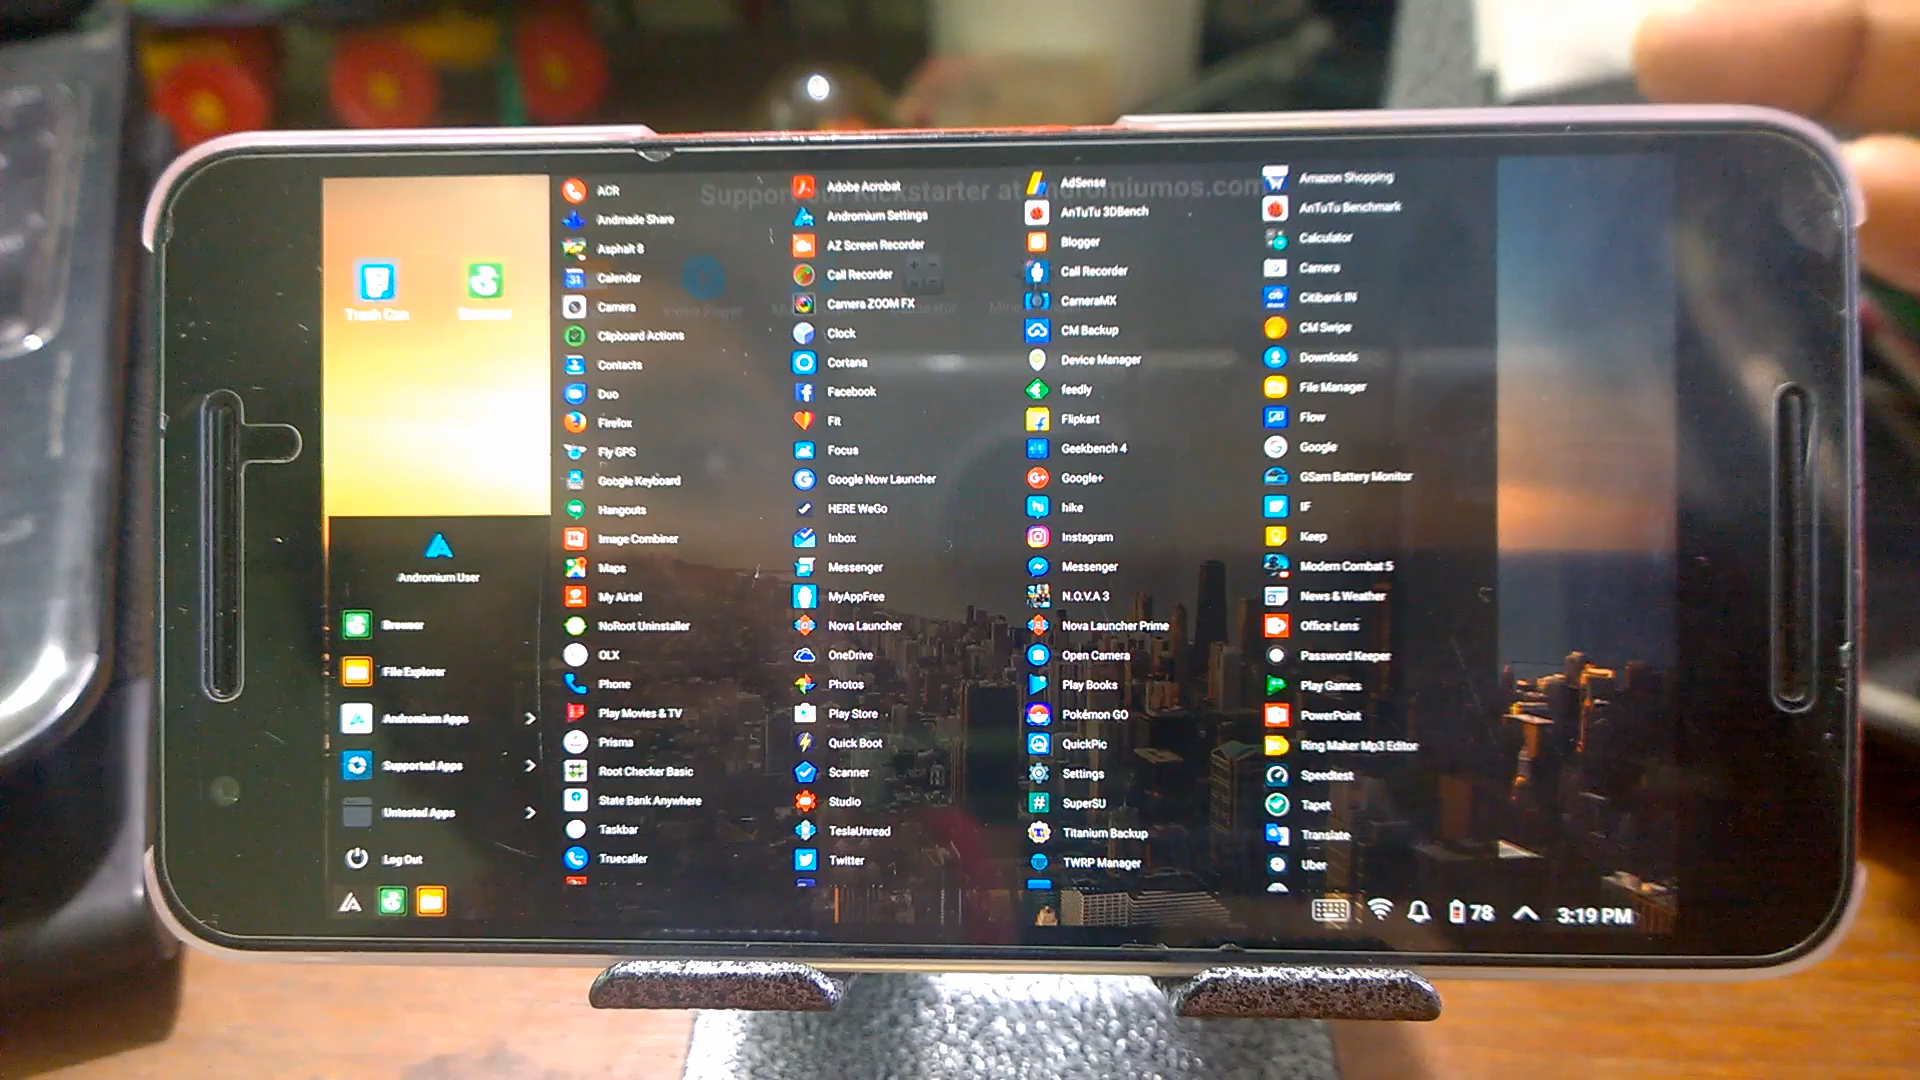 Support our Kickstarter at andromiumos.com
Trash Can
Browser
ACR Adobe Acrobat AdSense Amazon Shopping
Andmade Share Andromium Settings AnTuTu 3DBench AnTuTu Benchmark
Asphalt 8 AZ Screen Recorder Blogger Calculator
Calendar Call Recorder Call Recorder Camera
Camera Camera ZOOM FX CameraMX Citibank IN
Clipboard Actions Clock CM Backup CM Swipe
Contacts Cortana Device Manager Downloads
Duo Facebook feedly File Manager
Firefox Fit Flipkart Flow
Fly GPS Focus Geekbench 4 Google
Google Keyboard Google Now Launcher Google+ GSam Battery Monitor
Hangouts HERE WeGo hike IF
Image Combiner Inbox Instagram Keep
Maps Messenger Messenger Modern Combat 5
My Airtel MyAppFree N.O.V.A 3 News & Weather
NoRoot Uninstaller Nova Launcher Nova Launcher Prime Office Lens
OLX OneDrive Open Camera Password Keeper
Phone Photos Play Books Play Games
Play Movies & TV Play Store Pokémon GO PowerPoint
Prisma Quick Boot QuickPic Ring Maker Mp3 Editor
Root Checker Basic Scanner Settings Speedtest
State Bank Anywhere Studio SuperSU Tapet
Taskbar TeslaUnread Titanium Backup Translate
Truecaller Twitter TWRP Manager Uber
Andromium User
Browser
File Explorer
Andromium Apps
Supported Apps
Untested Apps
Log Out
78 3:19 PM